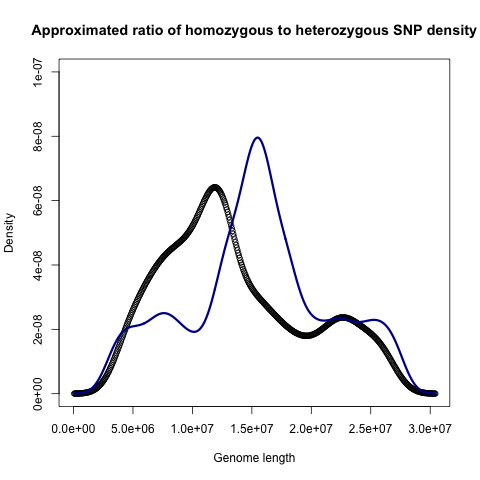 Approximated ratio of homozygous to heterozygous SNP density
1e-07
8e-08
6e-08
4e-08
2e-08
0e+00
Density
0.0e+00 5.0e+06 1.0e+07 1.5e+07 2.0e+07 2.5e+07 3.0e+07
Genome length